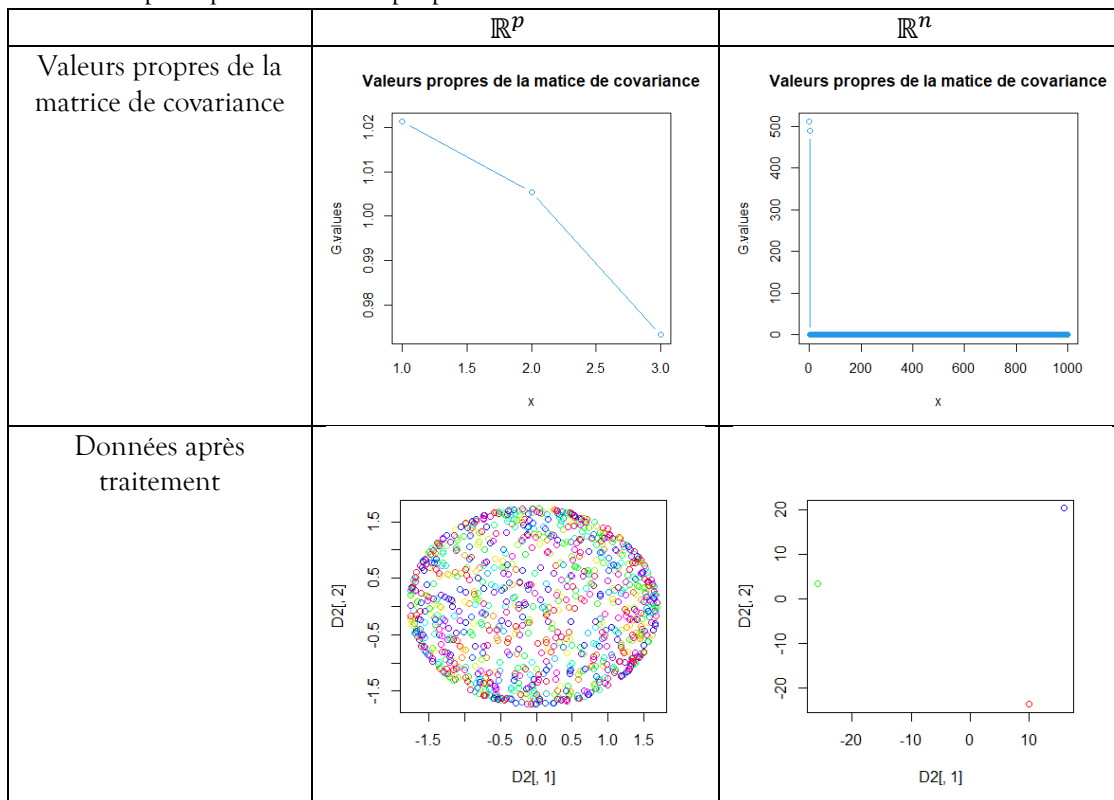 ℝ^p ℝ^n
Valeurs propres de la
matrice de covariance
Valeurs propres de la matice de covariance
G.values
1.02
1.01
1.00
0.99
0.98
1.0 1.5 2.0 2.5 3.0
x
Valeurs propres de la matice de covariance
G.values
500
400
300
200
100
0
0 200 400 600 800 1000
x
Données après
traitement
D2[, 2]
1.5
0.5
-0.5
-1.5
-1.5 -0.5 0.0 0.5 1.0 1.5
D2[, 1]
D2[, 2]
20
10
0
-10
-20
-20 -10 0 10
D2[, 1]